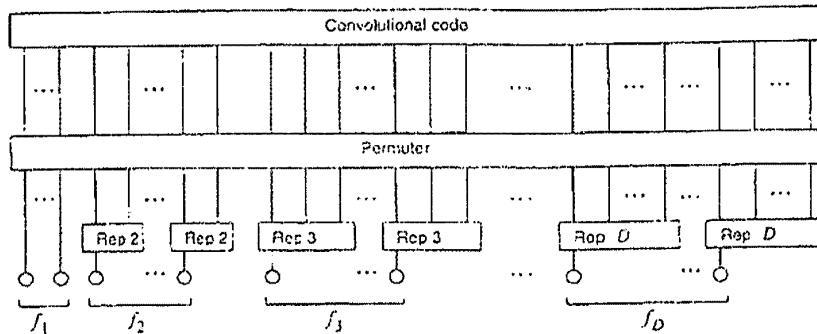 Convolutional code
... ... ... ... ... ...
Permuter
... ... ... ... ... ...
Rep 2 Rep 2 Rep 3 Rep 3 Rep D Rep D
... ... ... ...
f1 f2 f3 fD